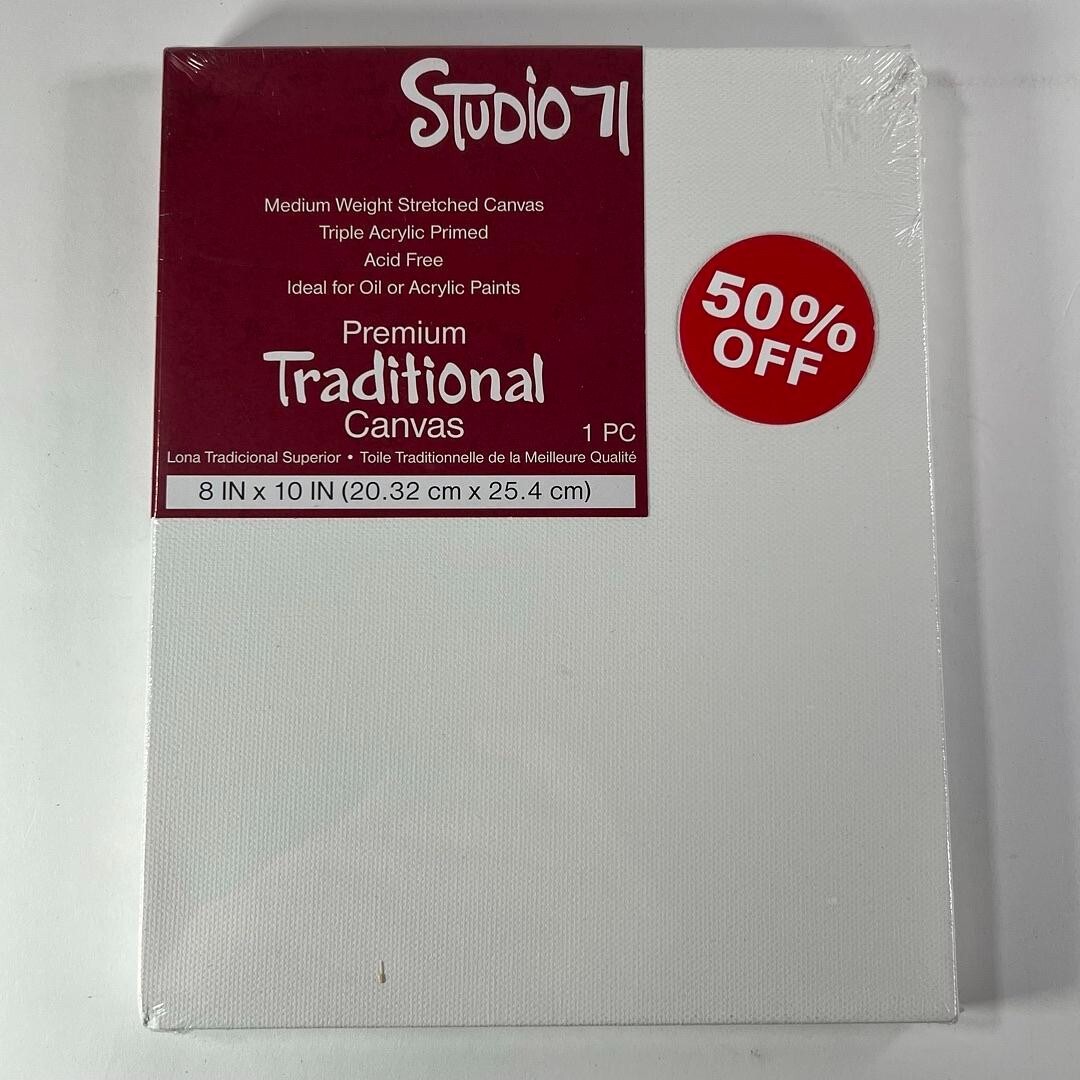 Studio 71
Medium Weight Stretched Canvas
Triple Acrylic Primed
Acid Free
Ideal for Oil or Acrylic Paints
Premium
Traditional
Canvas
1 PC
Lona Tradicional Superior • Toile Traditionnelle de la Meilleure Qualité
8 IN x 10 IN (20.32 cm x 25.4 cm)
50%
OFF